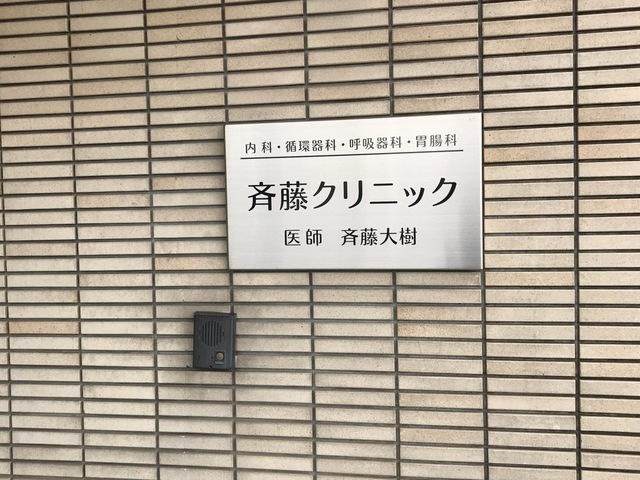 内科・循環器科・呼吸器科・胃腸科
斉藤クリニック
医師　斉藤大樹